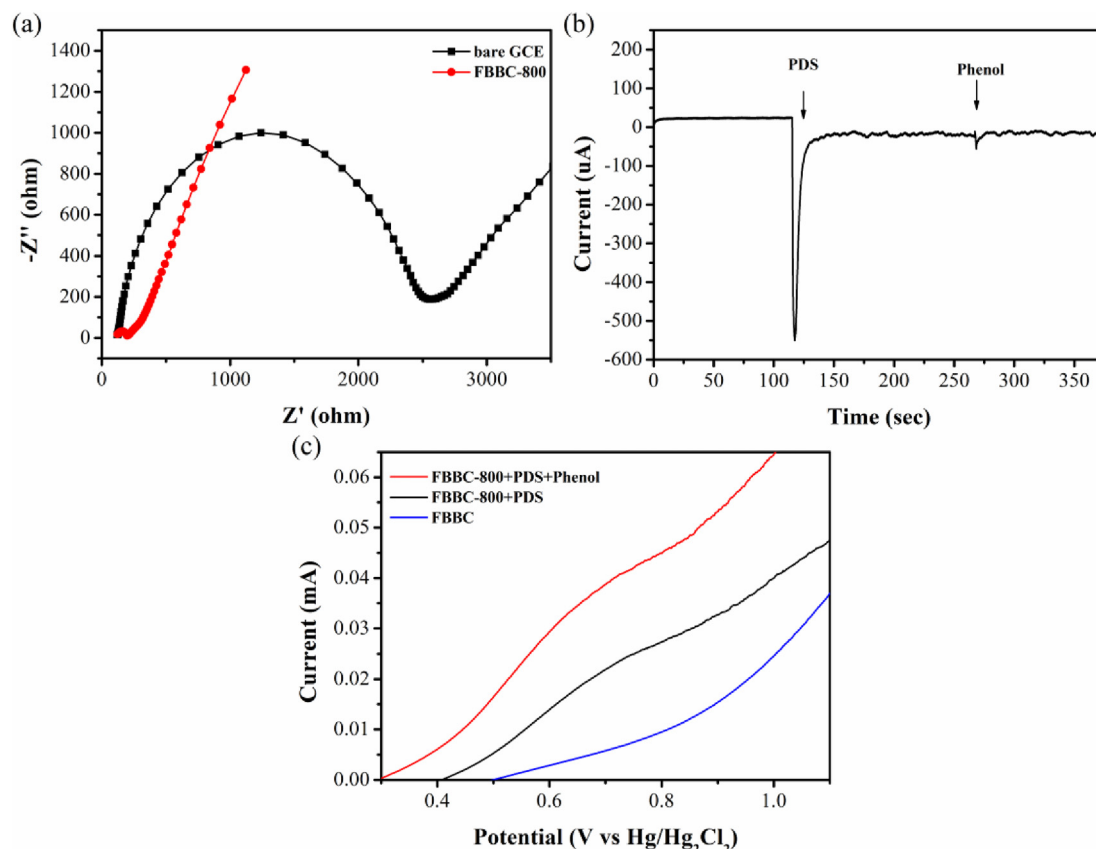 (a)
1400
1200
1000
800
600
400
200
0
-Z'' (ohm)
bare GCE
FBBC-800
0
1000
2000
3000
Z' (ohm)
(b)
200
100
0
-100
-200
-300
-400
-500
-600
Current (uA)
PDS
Phenol
0
50
100
150
200
250
300
350
Time (sec)
(c)
0.06
0.05
0.04
0.03
0.02
0.01
0.00
Current (mA)
FBBC-800+PDS+Phenol
FBBC-800+PDS
FBBC
0.4
0.6
0.8
1.0
Potential (V vs Hg/Hg₂Cl₂)